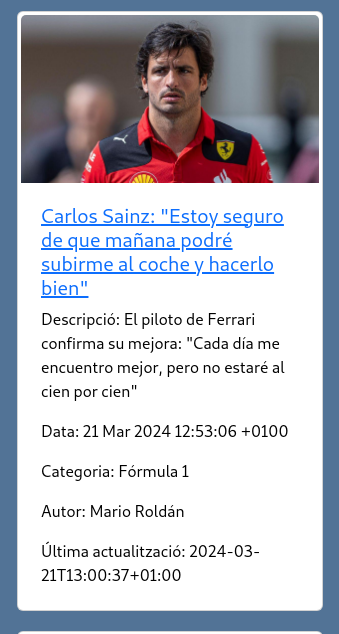 Carlos Sainz: "Estoy seguro
de que mañana podré
subirme al coche y hacerlo
bien"
Descripció: El piloto de Ferrari
confirma su mejora: "Cada día me
encuentro mejor, pero no estaré al
cien por cien"
Data: 21 Mar 2024 12:53:06 +0100
Categoria: Fórmula 1
Autor: Mario Roldán
Última actualització: 2024-03-
21T13:00:37+01:00